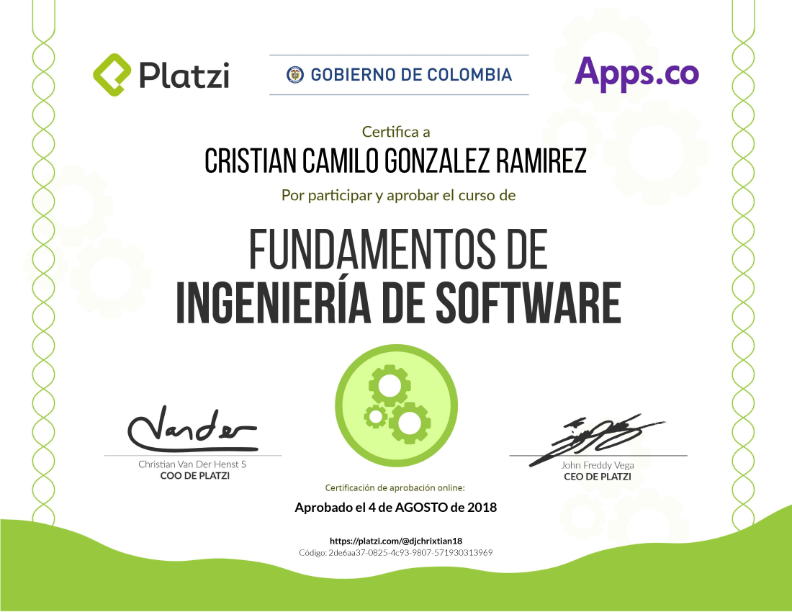 Platzi
GOBIERNO DE COLOMBIA
Apps.co
Certifica a
CRISTIAN CAMILO GONZALEZ RAMIREZ
Por participar y aprobar el curso de
FUNDAMENTOS DE
INGENIERÍA DE SOFTWARE
Vander
Christian Van Der Henst S
COO DE PLATZI
John Freddy Vega
CEO DE PLATZI
Certificación de aprobación online:
Aprobado el 4 de AGOSTO de 2018
https://platzi.com/@djchrixtian18
Código: 2de6aa37-0825-4c93-9807-571930313969